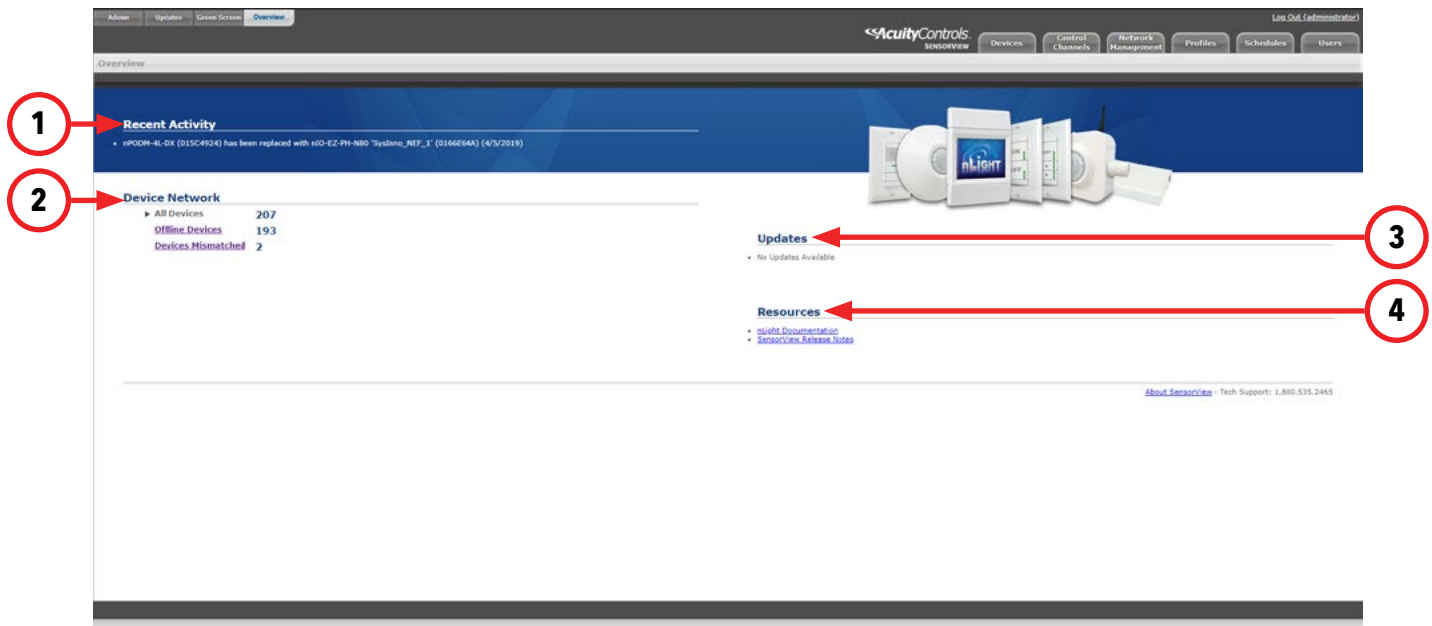 Admin Updates Green Screen Overview
Log Out (administrator)
AcuityControls.
SENSORVIEW
Devices
Control Channels
Network Management
Profiles
Schedules
Users
Overview
1
Recent Activity
nPODM-4L-DX (015C4924) has been replaced with nIO-EZ-PH-N80 'SysInno_NEF_1' (0166E64A) (4/5/2019)
nLIGHT
ON
OFF
2
Device Network
All Devices 207
Offline Devices 193
Devices Mismatched 2
3
Updates
No Updates Available
4
Resources
nLight Documentation
SensorView Release Notes
About SensorView - Tech Support: 1.800.535.2465